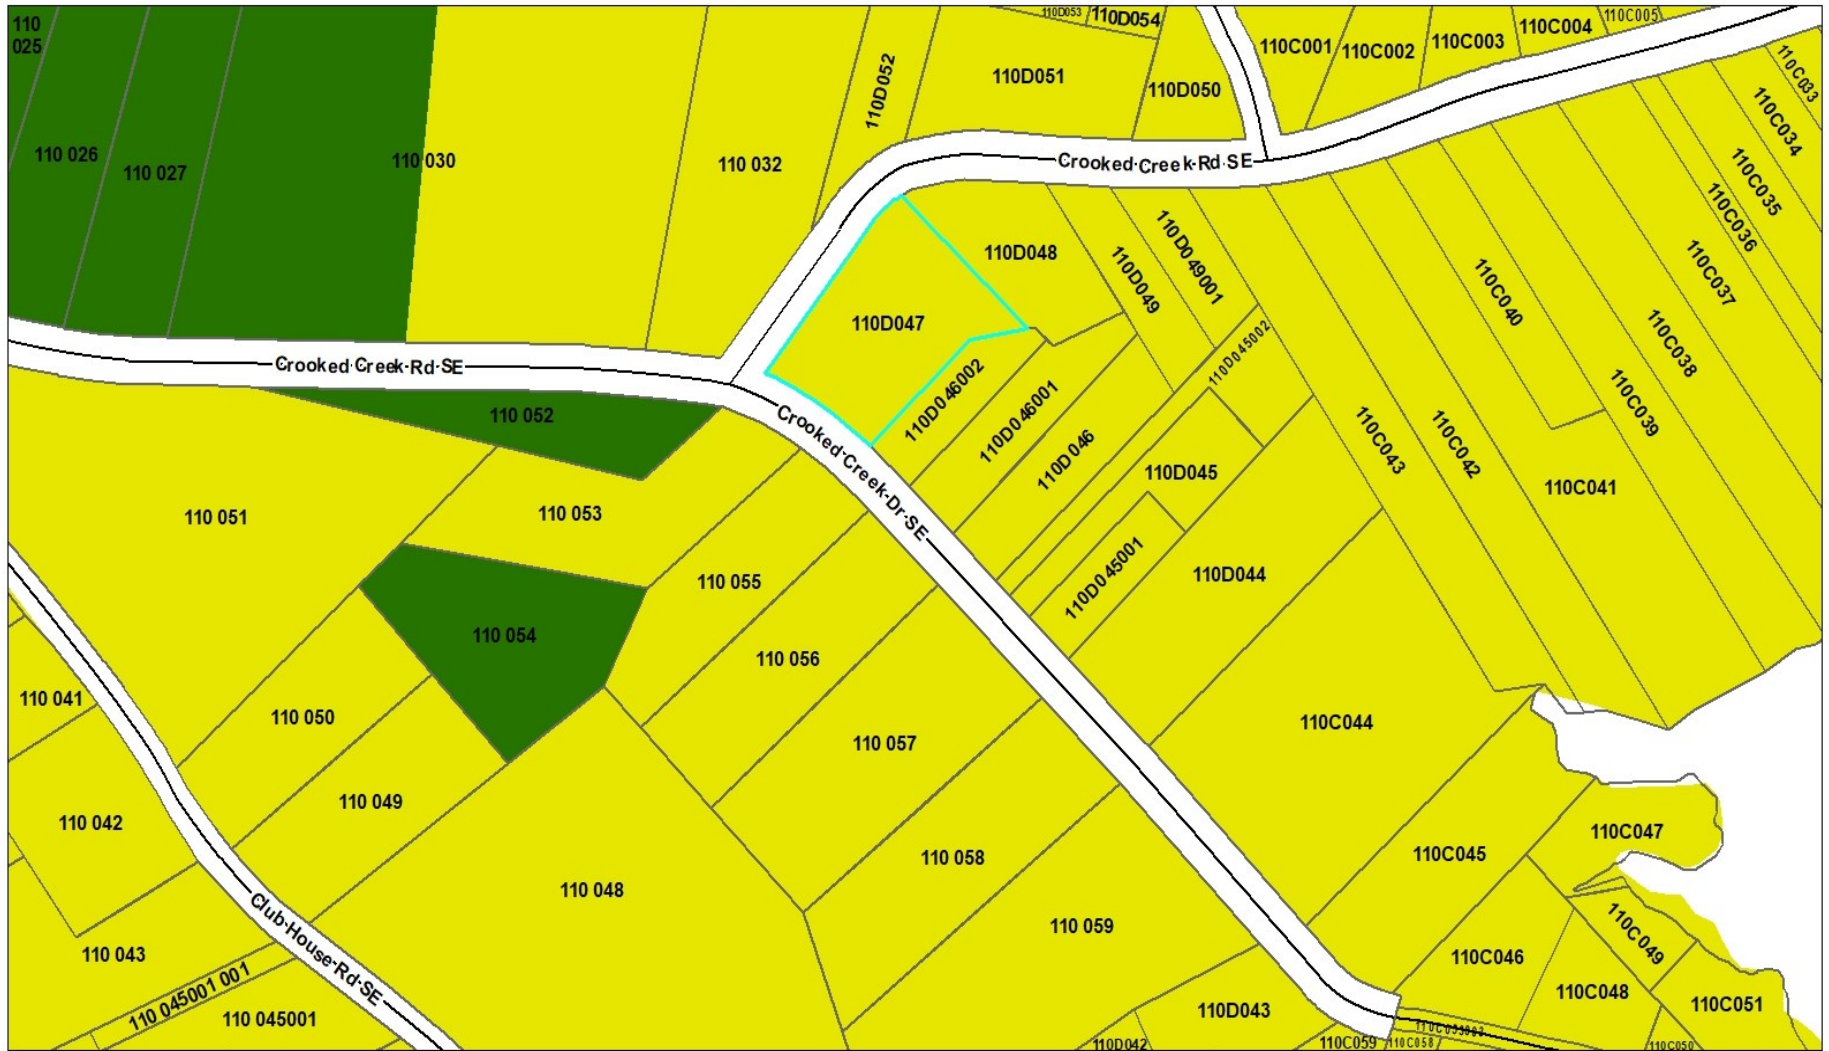 110
025
110D053
110D054
110C005
110C004
110C003
110C001
110C002
110C033
110D052
110D051
110D050
110C034
110 026
110 027
110 030
110 032
Crooked Creek Rd SE
110C035
110C036
110D048
110D049
110D049001
110C037
110C040
110D047
110D045002
110C038
Crooked Creek Rd SE
110D046002
110D046001
110C039
110 052
110D046
110C043
110C042
Crooked Creek Dr SE
110D045
110C041
110 051
110 053
110D045001
110D044
110 055
110 054
110 056
110 041
110 050
110C044
110 057
110 049
110 042
110C047
110 058
110C045
110 048
Club House Rd SE
110 059
110C049
110 043
110C046
110 045001 001
110C048
110C051
110 045001
110D043
110C053003
110D042
110C059
110C058
110C050